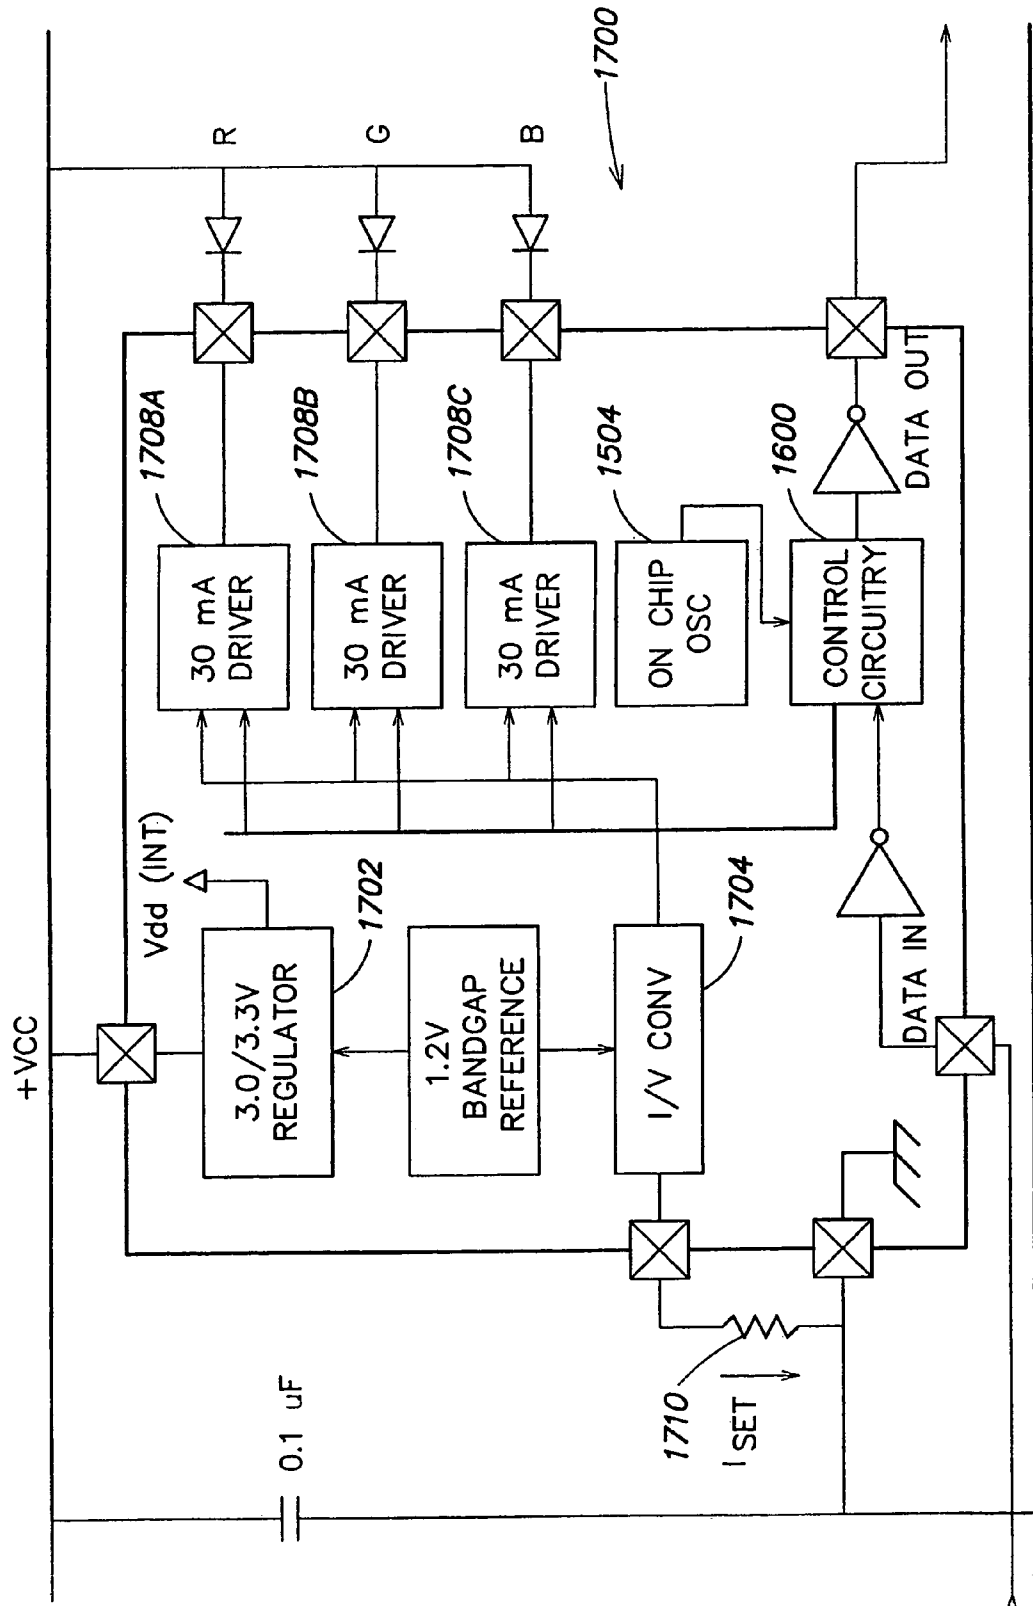 +VCC
0.1 uF
Vdd (INT)
3.0/3.3V
REGULATOR
1702
1.2V
BANDGAP
REFERENCE
I/V CONV
1704
1710
ISET
30 mA
DRIVER
1708A
30 mA
DRIVER
1708B
30 mA
DRIVER
1708C
ON CHIP
OSC
1504
CONTROL
CIRCUITRY
1600
DATA IN
DATA OUT
R
G
B
1700